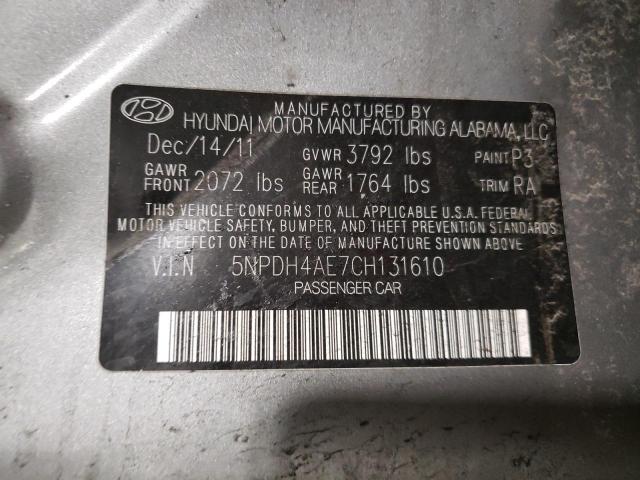 MANUFACTURED BY
HYUNDAI MOTOR MANUFACTURING ALABAMA, LLC
Dec/14/11 GVWR 3792 lbs PAINT P3
GAWR FRONT 2072 lbs GAWR REAR 1764 lbs TRIM RA
THIS VEHICLE CONFORMS TO ALL APPLICABLE U.S.A. FEDERAL
MOTOR VEHICLE SAFETY, BUMPER, AND THEFT PREVENTION STANDARDS
IN EFFECT ON THE DATE OF MANUFACTURE SHOWN ABOVE
V.I.N 5NPDH4AE7CH131610
PASSENGER CAR